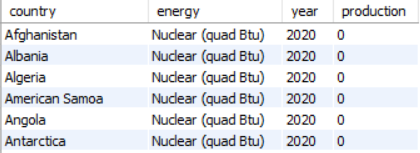 country energy year production
Afghanistan Nuclear (quad Btu) 2020 0
Albania Nuclear (quad Btu) 2020 0
Algeria Nuclear (quad Btu) 2020 0
American Samoa Nuclear (quad Btu) 2020 0
Angola Nuclear (quad Btu) 2020 0
Antarctica Nuclear (quad Btu) 2020 0